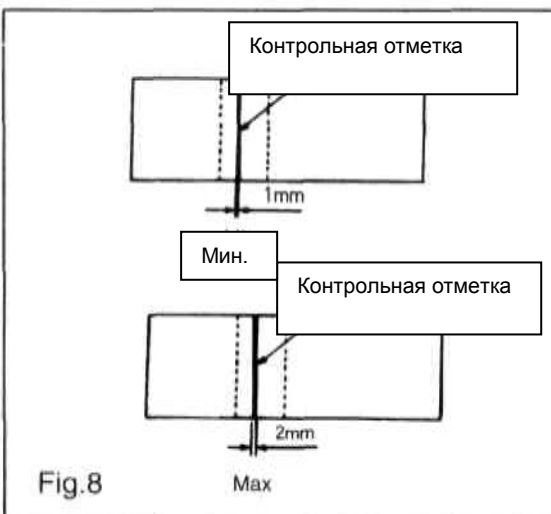 Контрольная отметка
1mm
Мин.
Контрольная отметка
2mm
Fig.8
Max